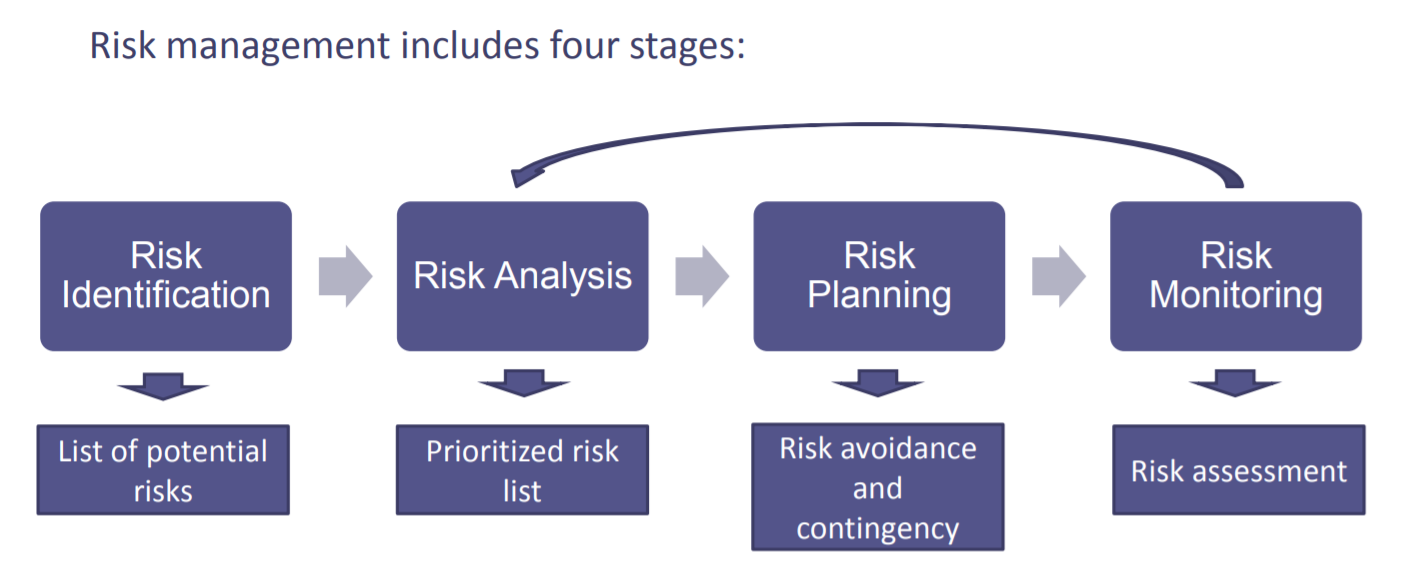 Risk management includes four stages:
Risk
Identification
Risk Analysis
Risk
Planning
Risk
Monitoring
List of potential
risks
Prioritized risk
list
Risk avoidance
and
contingency
Risk assessment